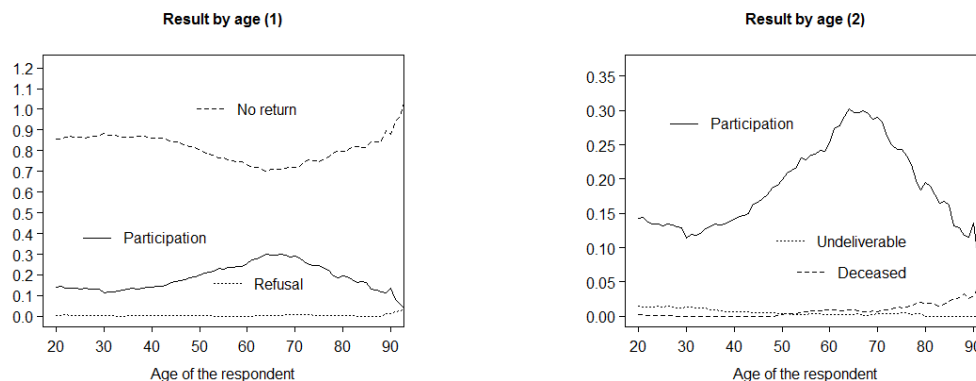 Result by age (1)
1.2
1.1
1.0
0.9
0.8
0.7
0.6
0.5
0.4
0.3
0.2
0.1
0.0
No return
Participation
Refusal
20 30 40 50 60 70 80 90
Age of the respondent
Result by age (2)
0.35
0.30
0.25
0.20
0.15
0.10
0.05
0.00
Participation
Undeliverable
Deceased
20 30 40 50 60 70 80 90
Age of the respondent